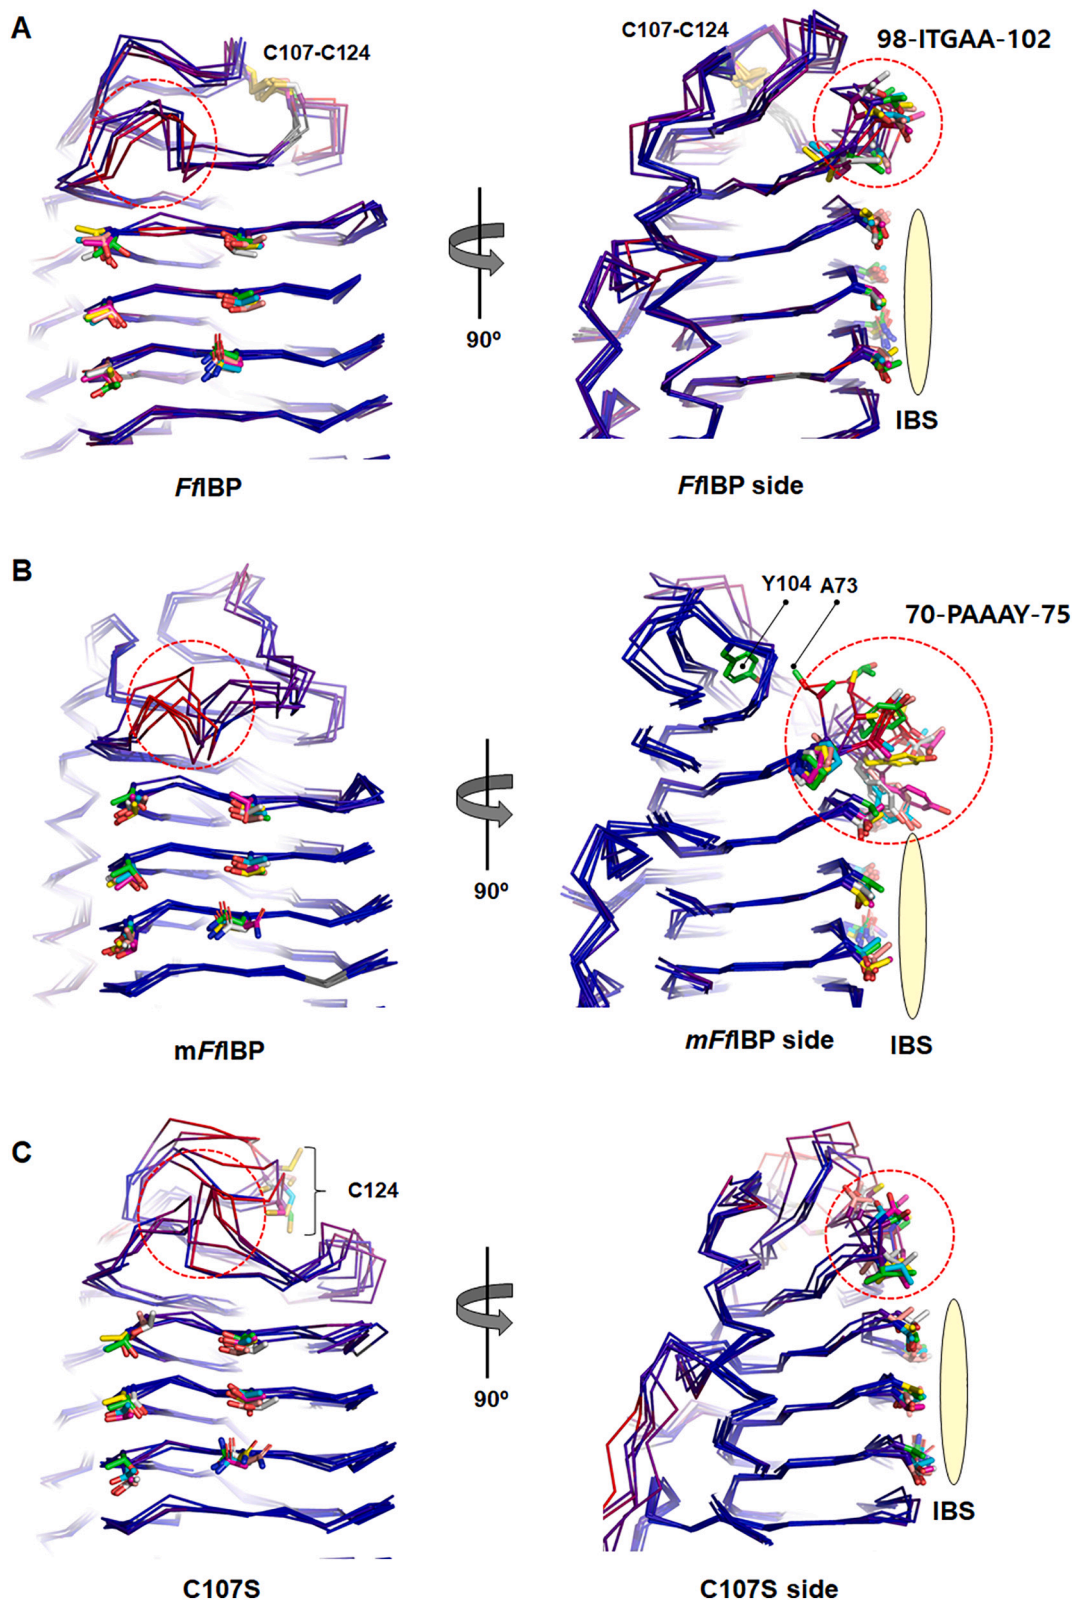 A
C107-C124
C107-C124
98-ITGAA-102
90º
IBS
FfIBP
FfIBP side
B
Y104 A73
70-PAAAY-75
90º
mFfIBP
mFfIBP side
IBS
C
C124
90º
IBS
C107S
C107S side